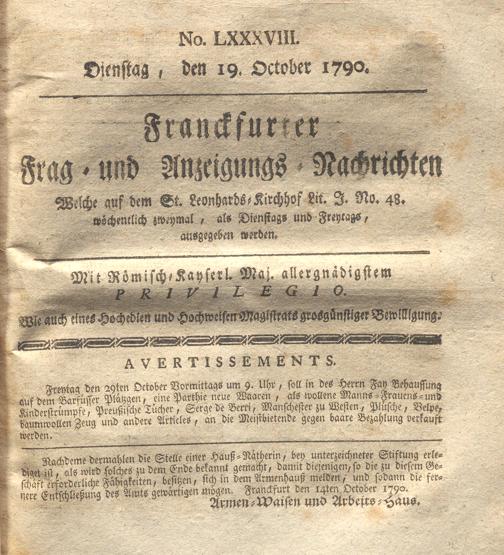 No. LXXXVIII.
Dienstag, den 19. October 1790.
Franckfurter
Frag- und Anzeigungs-Nachrichten
Welche auf dem St. Leonhards-Kirchhof Lit. J. No. 48.
wöchentlich zweymal, als Dienstags und Freytags,
ausgegeben werden.
Mit Römisch-Kayserl. Maj. allergnädigstem
PRIVILEGIO.
Wie auch eines Hochedlen und Hochweisen Magistrats grosgünstiger Bewilligung.
AVERTISSEMENTS.
Freytag den 29ten October Vormittags um 9. Uhr, soll in des Herrn Fay Behaussung
auf dem Barfüsser Plätzgen, eine Parthie neue Waaren, als wollene Manns- Frauens- und
Kinderstrümpfe, Preußische Tücher, Serge de Berri, Manschester zu Westen, Plüsche, Velpe,
baumwollen Zeug und andere Articles, an die Meistbietende gegen baare Bezahlung verkauft
werden.
Nachdeme dermahlen die Stelle einer Hauß-Nätherin, bey unterzeichneter Stiftung erle-
diget ist, als wird solches zu dem Ende bekannt gemacht, damit diejenigen, so die zu diesem Ge-
schäft erforderliche Fähigkeiten, besitzen, sich in dem Armenhauß melden, und sodann die fer-
nere Entschließung des Amts gewärtigen mögen. Franckfurt den 14ten October 1790.
Armen- Waisen und Arbeits-Haus.